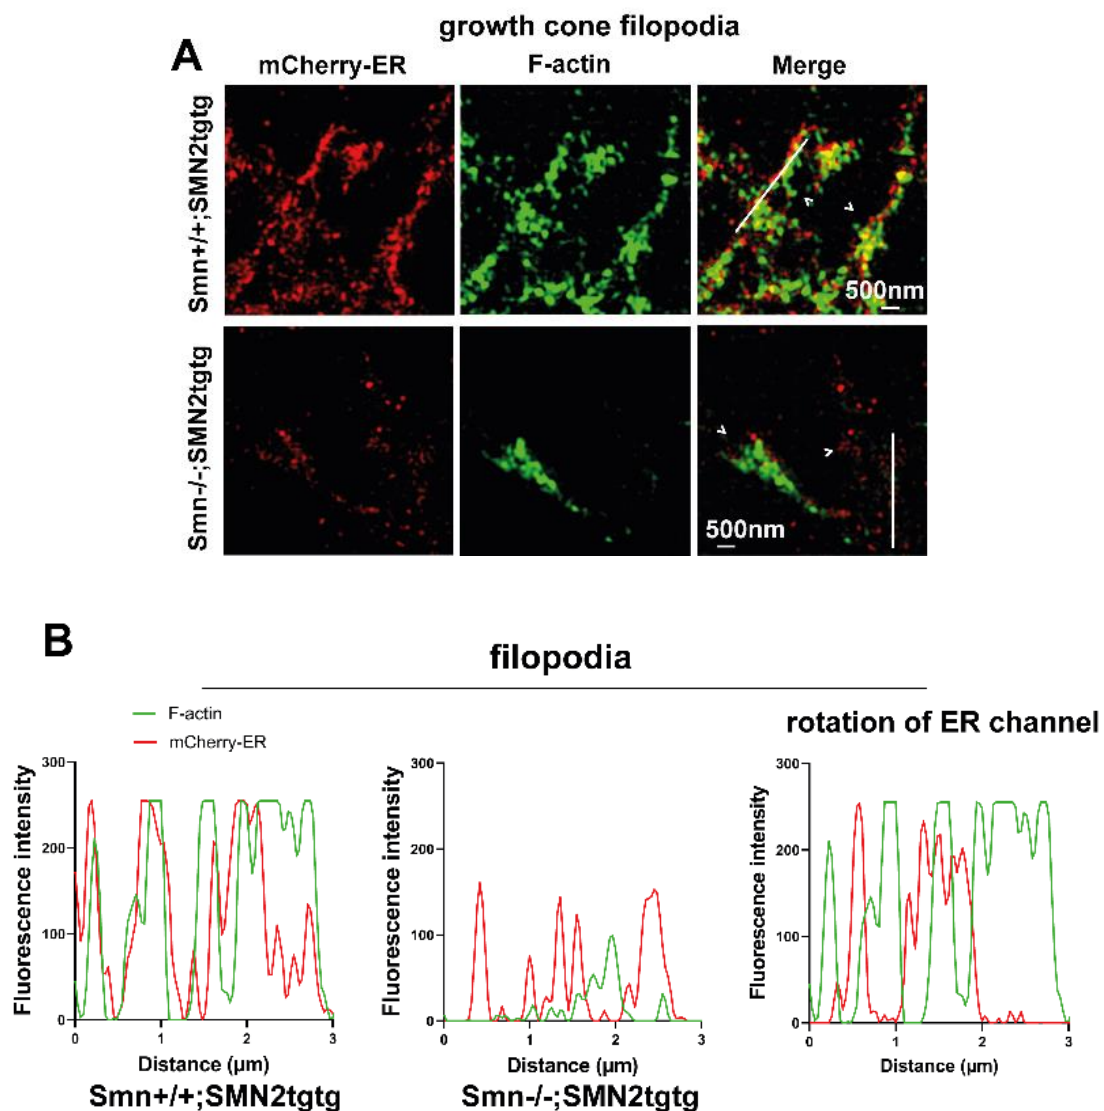 growth cone filopodia
A
mCherry-ER
F-actin
Merge
Smn+/+;SMN2tgtg
500nm
Smn-/-;SMN2tgtg
500nm
B
filopodia
F-actin
mCherry-ER
rotation of ER channel
Fluorescence intensity
300
200
100
0
0 1 2 3
Distance (µm)
Smn+/+;SMN2tgtg
Fluorescence intensity
300
200
100
0
0 1 2 3
Distance (µm)
Smn-/-;SMN2tgtg
Fluorescence intensity
300
200
100
0
0 1 2 3
Distance (µm)